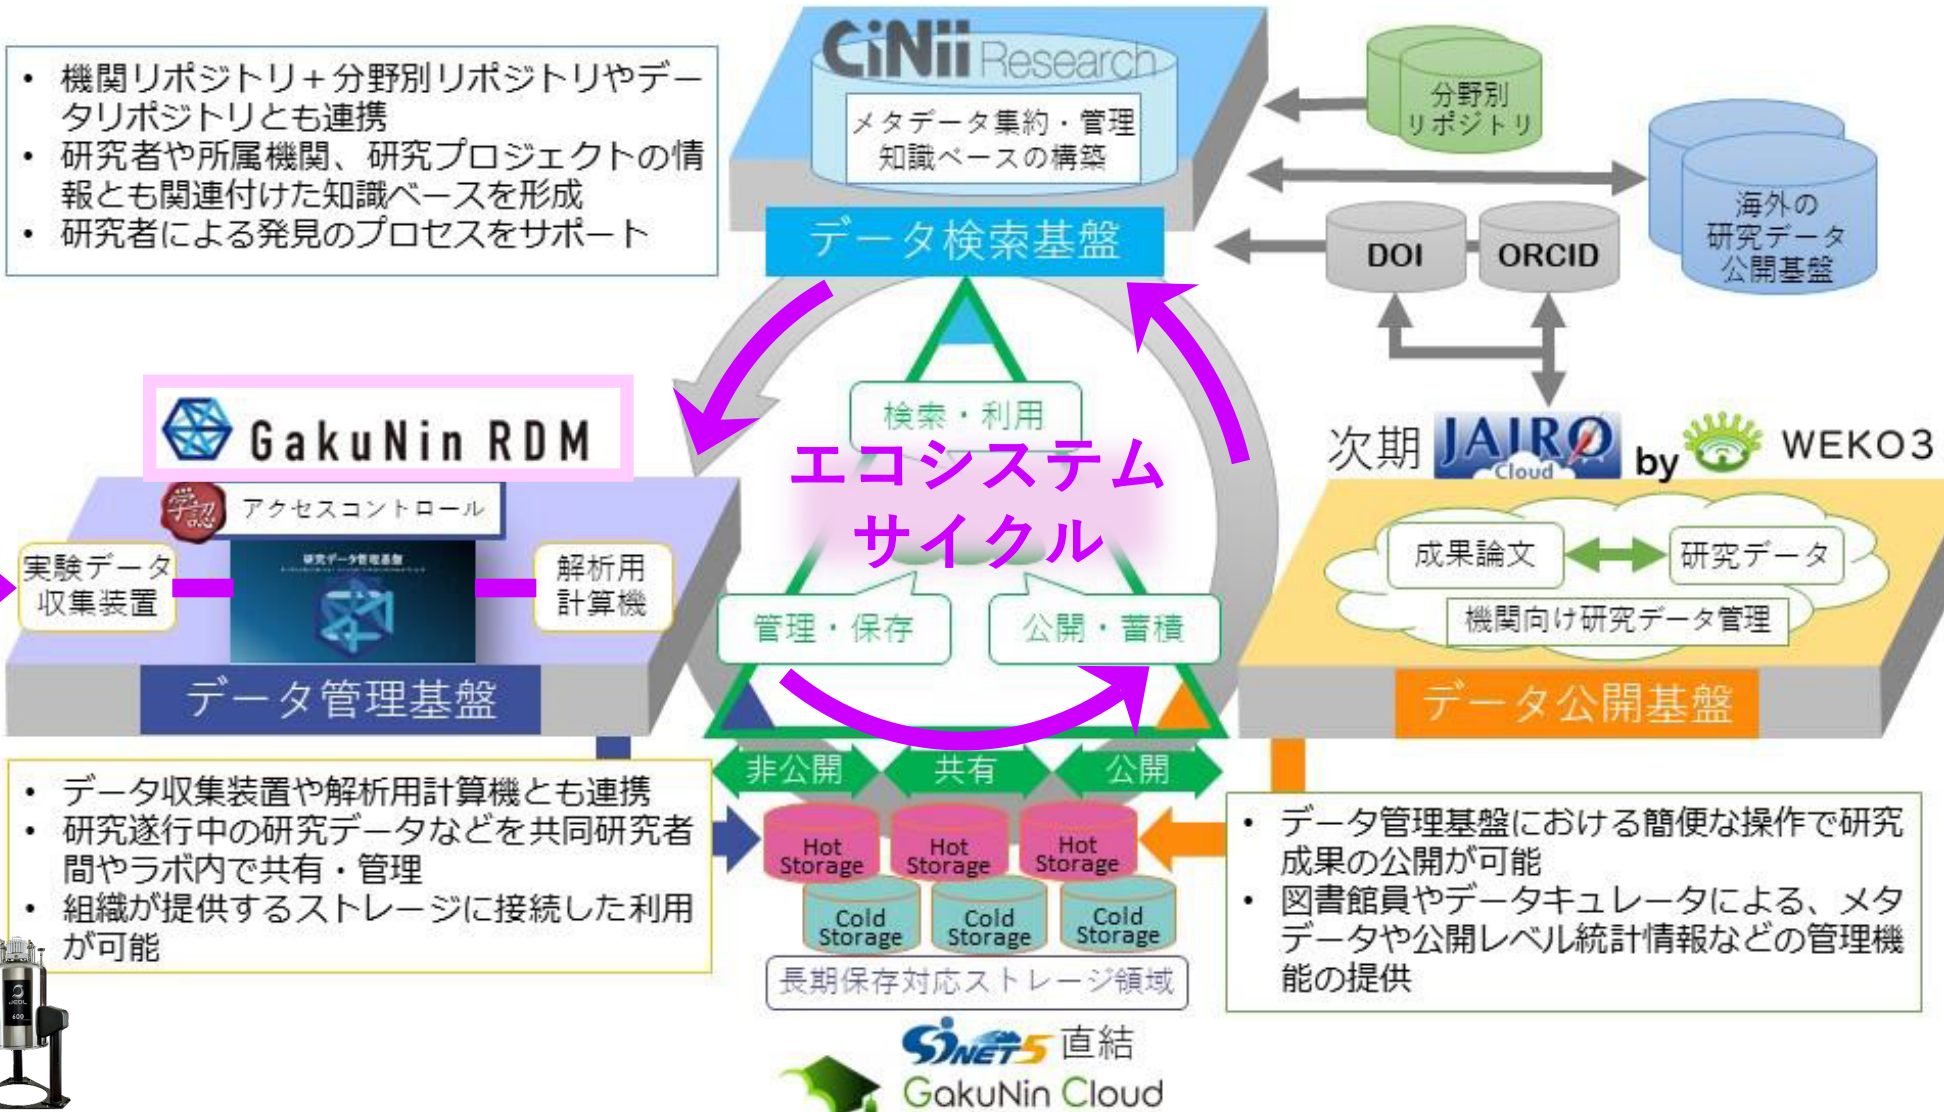 CiNii Research
メタデータ集約・管理
知識ベースの構築
データ検索基盤
• 機関リポジトリ＋分野別リポジトリやデー
タリポジトリとも連携
• 研究者や所属機関、研究プロジェクトの情
報とも関連付けた知識ベースを形成
• 研究者による発見のプロセスをサポート
分野別
リポジトリ
海外の
研究データ
公開基盤
DOI
ORCID
GakuNin RDM
学認
アクセスコントロール
実験データ
収集装置
研究データ管理基盤
解析用
計算機
データ管理基盤
検索・利用
エコシステム
サイクル
管理・保存
公開・蓄積
次期 JAIRO Cloud by WEKO3
成果論文
研究データ
機関向け研究データ管理
データ公開基盤
非公開
共有
公開
• データ収集装置や解析用計算機とも連携
• 研究遂行中の研究データなどを共同研究者
間やラボ内で共有・管理
• 組織が提供するストレージに接続した利用
が可能
Hot
Storage
Hot
Storage
Hot
Storage
Cold
Storage
Cold
Storage
Cold
Storage
長期保存対応ストレージ領域
• データ管理基盤における簡便な操作で研究
成果の公開が可能
• 図書館員やデータキュレータによる、メタ
データや公開レベル統計情報などの管理機
能の提供
JEOL
600
SINET5 直結
GakuNin Cloud